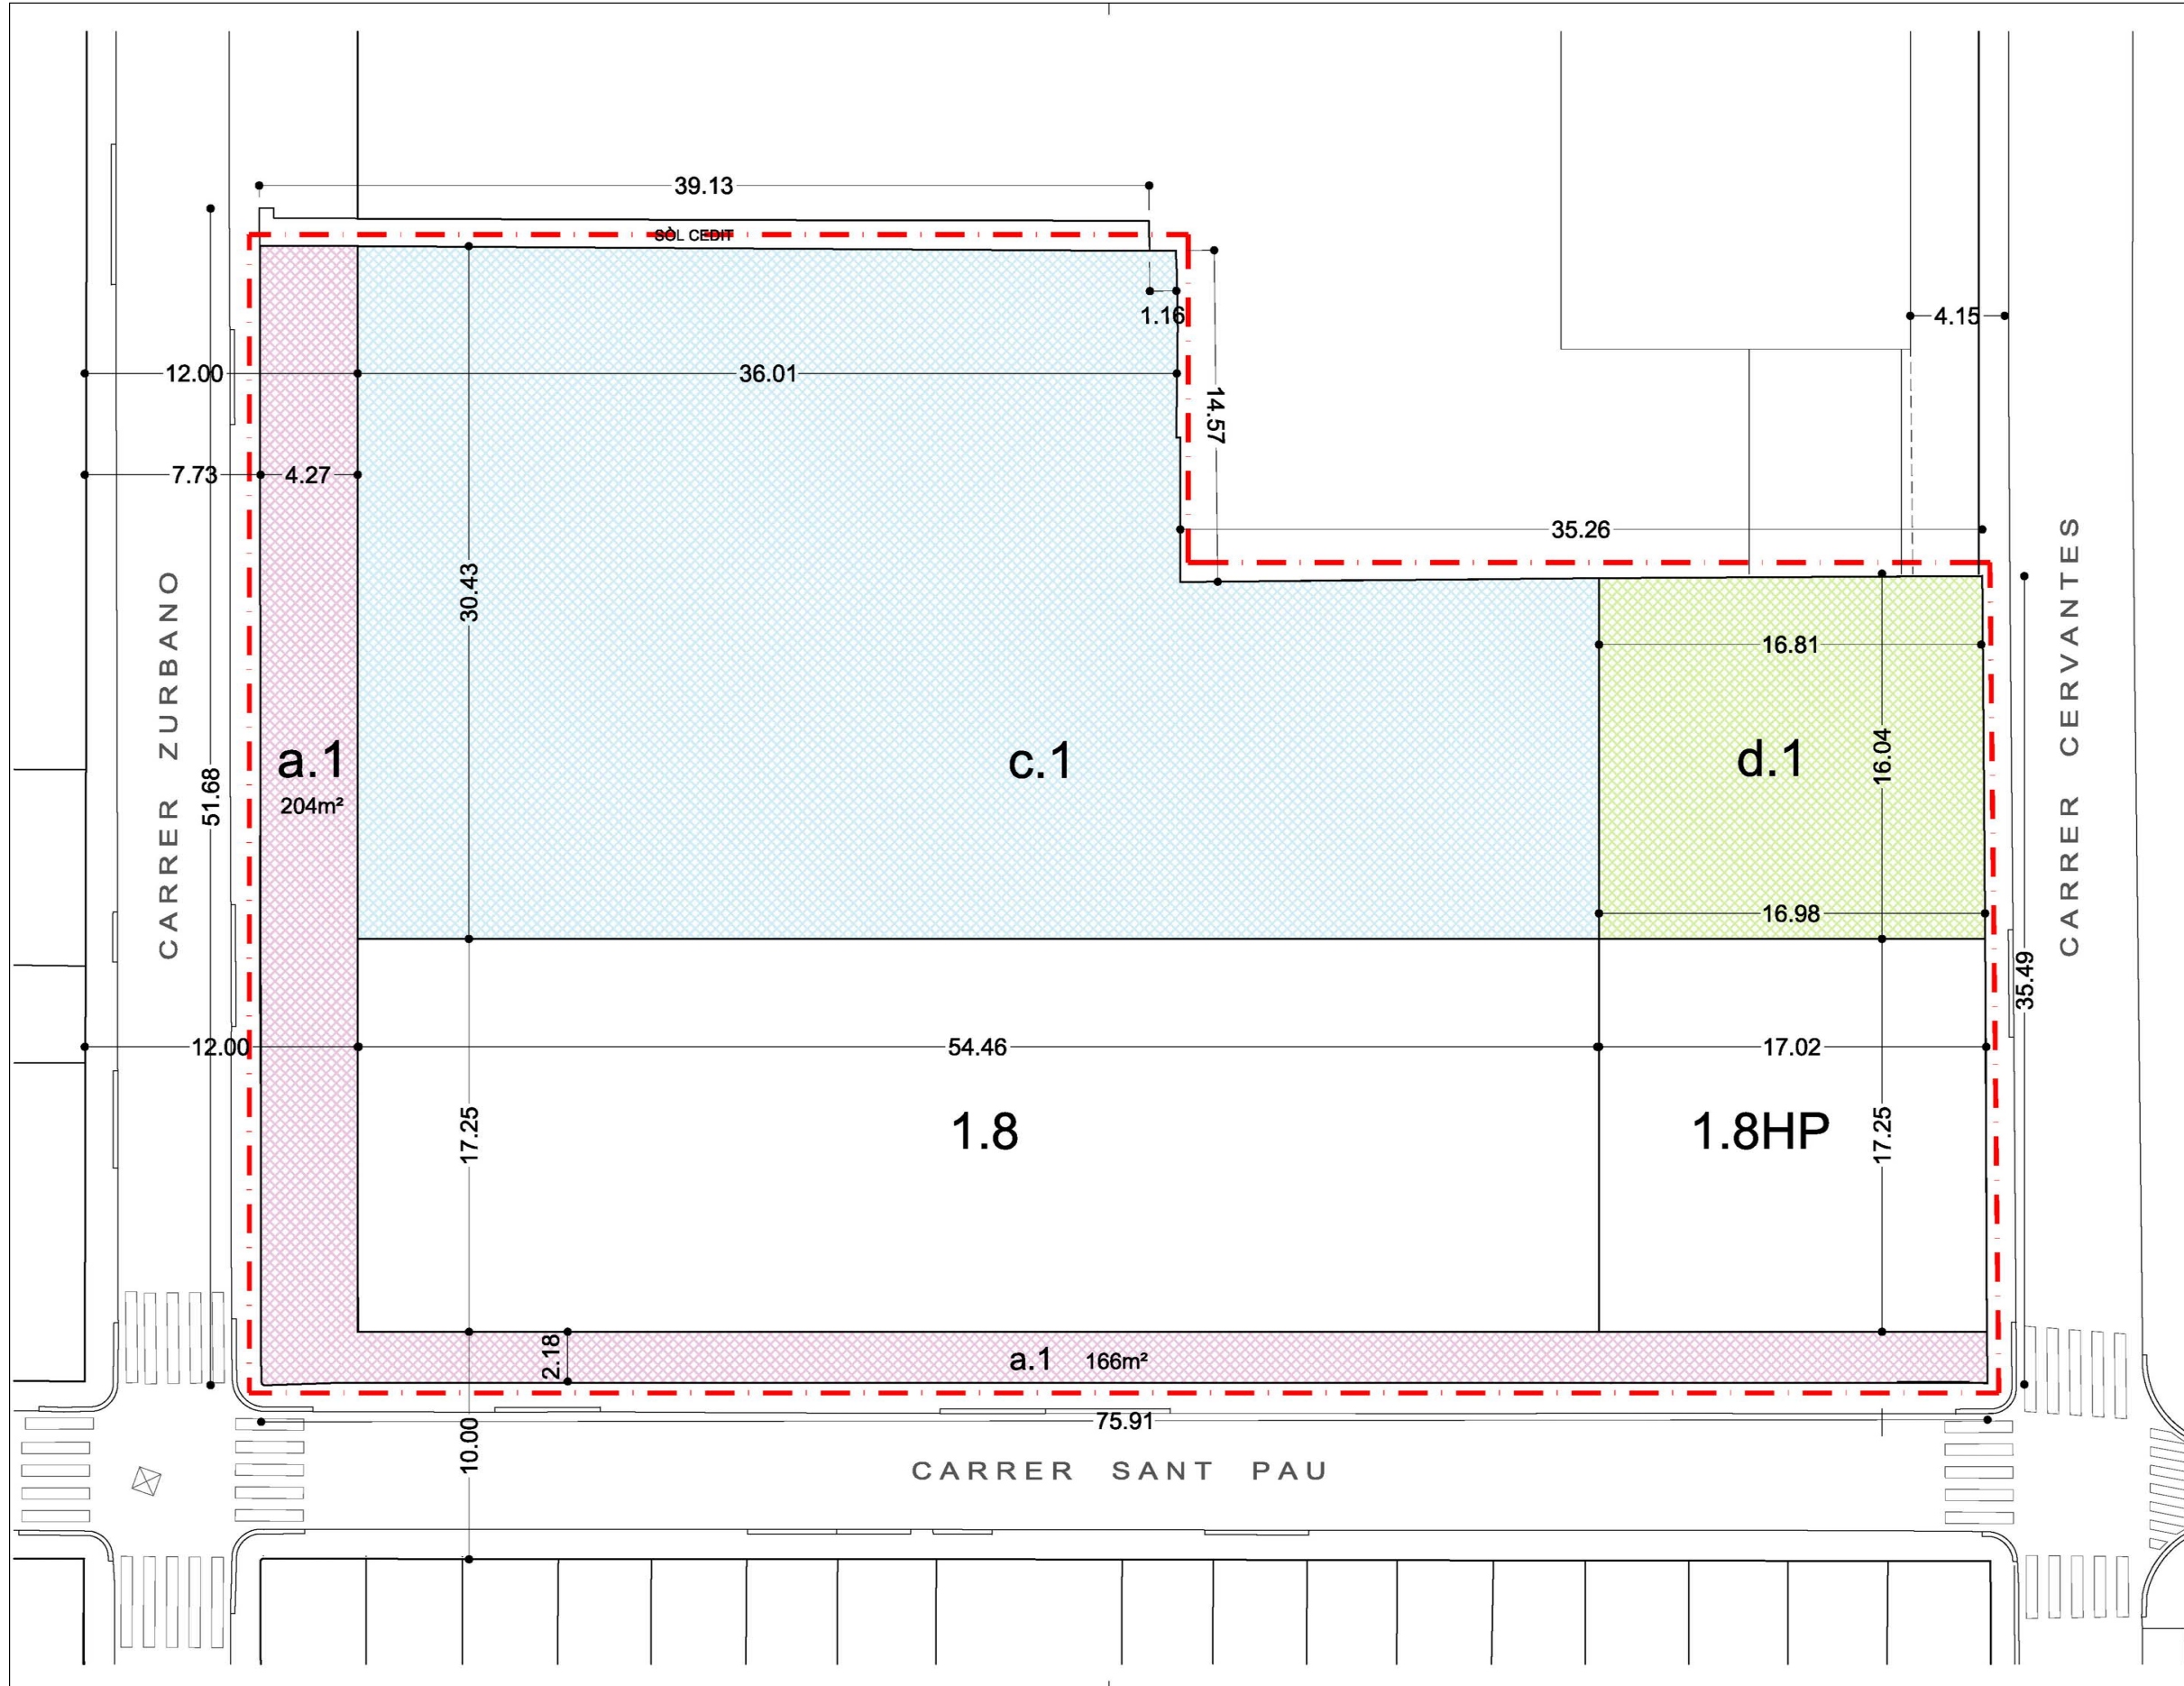 39.13
SÒL CEDIT
1.16
4.15
12.00
36.01
14.57
7.73
4.27
35.26
30.43
CARRER ZURBANO
CARRER CERVANTES
16.81
a.1
204m²
c.1
d.1
16.04
51.68
16.98
35.49
12.00
54.46
17.02
17.25
1.8
1.8HP
17.25
2.18
a.1 166m²
75.91
10.00
CARRER SANT PAU